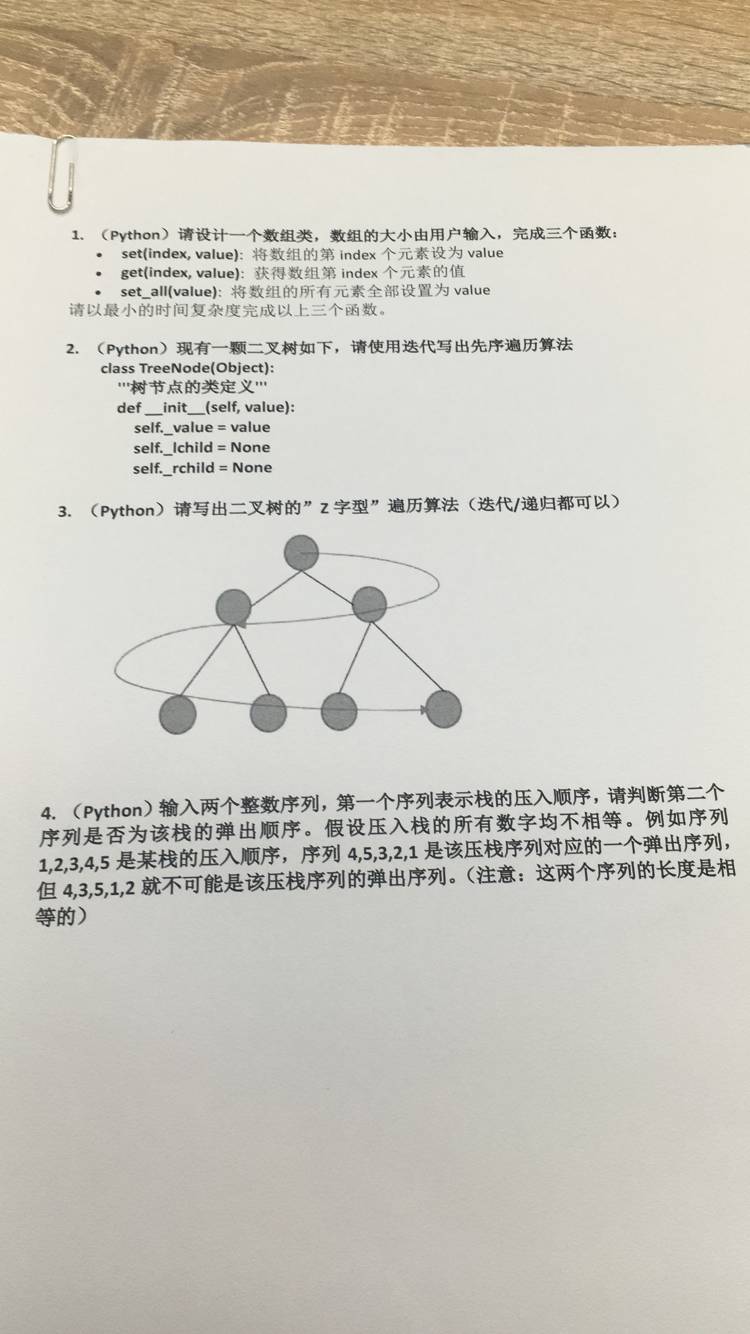 1. （Python）请设计一个数组类，数组的大小由用户输入，完成三个函数：
• set(index, value): 将数组的第 index 个元素设为 value
• get(index, value): 获得数组第 index 个元素的值
• set_all(value): 将数组的所有元素全部设置为 value
请以最小的时间复杂度完成以上三个函数。
2. （Python）现有一颗二叉树如下，请使用迭代写出先序遍历算法
class TreeNode(Object):
'''树节点的类定义'''
def __init__(self, value):
self._value = value
self._lchild = None
self._rchild = None
3. （Python）请写出二叉树的”Z 字型”遍历算法（迭代/递归都可以）
4. （Python）输入两个整数序列，第一个序列表示栈的压入顺序，请判断第二个
序列是否为该栈的弹出顺序。假设压入栈的所有数字均不相等。例如序列
1,2,3,4,5 是某栈的压入顺序，序列 4,5,3,2,1 是该压栈序列对应的一个弹出序列，
但 4,3,5,1,2 就不可能是该压栈序列的弹出序列。（注意：这两个序列的长度是相
等的）